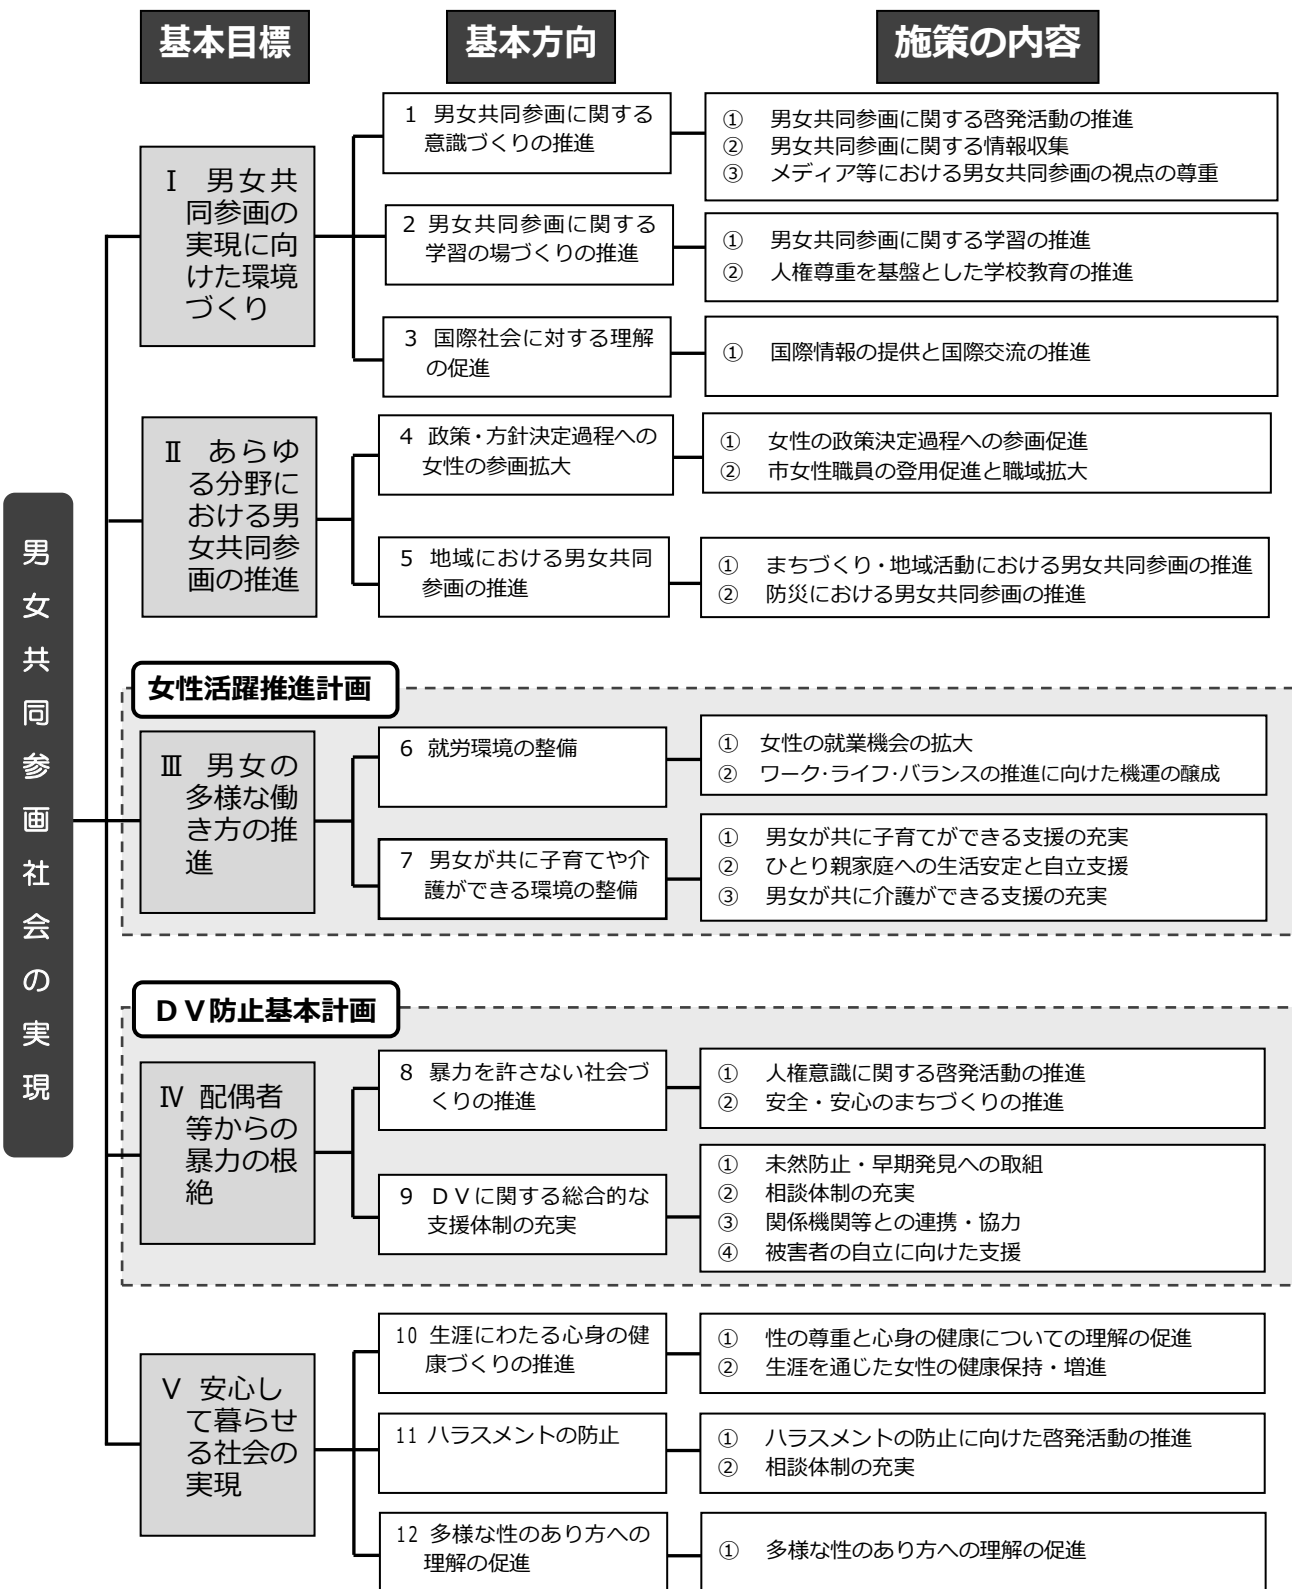 基本目標
基本方向
施策の内容
男女共同参画社会の実現
Ⅰ 男女共
同参画の
実現に向
けた環境
づくり
1 男女共同参画に関する
意識づくりの推進
① 男女共同参画に関する啓発活動の推進
② 男女共同参画に関する情報収集
③ メディア等における男女共同参画の視点の尊重
2 男女共同参画に関する
学習の場づくりの推進
① 男女共同参画に関する学習の推進
② 人権尊重を基盤とした学校教育の推進
3 国際社会に対する理解
の促進
① 国際情報の提供と国際交流の推進
Ⅱ あらゆ
る分野に
おける男
女共同参
画の推進
4 政策・方針決定過程への
女性の参画拡大
① 女性の政策決定過程への参画促進
② 市女性職員の登用促進と職域拡大
5 地域における男女共同
参画の推進
① まちづくり・地域活動における男女共同参画の推進
② 防災における男女共同参画の推進
女性活躍推進計画
Ⅲ 男女の
多様な働
き方の推
進
6 就労環境の整備
① 女性の就業機会の拡大
② ワーク・ライフ・バランスの推進に向けた機運の醸成
7 男女が共に子育てや介
護ができる環境の整備
① 男女が共に子育てができる支援の充実
② ひとり親家庭への生活安定と自立支援
③ 男女が共に介護ができる支援の充実
ＤＶ防止基本計画
Ⅳ 配偶者
等からの
暴力の根
絶
8 暴力を許さない社会づ
くりの推進
① 人権意識に関する啓発活動の推進
② 安全・安心のまちづくりの推進
9 ＤＶに関する総合的な
支援体制の充実
① 未然防止・早期発見への取組
② 相談体制の充実
③ 関係機関等との連携・協力
④ 被害者の自立に向けた支援
Ⅴ 安心し
て暮らせ
る社会の
実現
10 生涯にわたる心身の健
康づくりの推進
① 性の尊重と心身の健康についての理解の促進
② 生涯を通じた女性の健康保持・増進
11 ハラスメントの防止
① ハラスメントの防止に向けた啓発活動の推進
② 相談体制の充実
12 多様な性のあり方への
理解の促進
① 多様な性のあり方への理解の促進